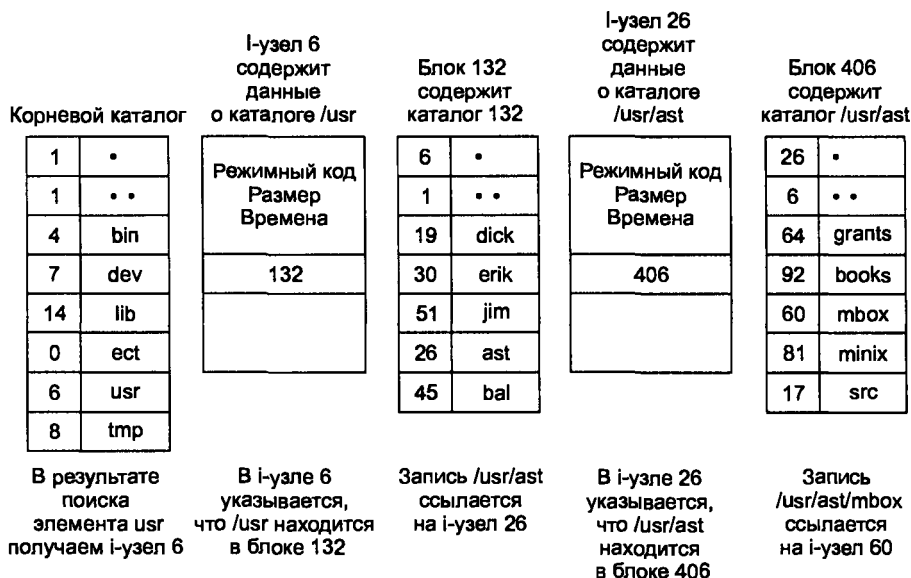 Корневой каталог
1 •
1 • •
4 bin
7 dev
14 lib
0 ect
6 usr
8 tmp
В результате
поиска
элемента usr
получаем i-узел 6
I-узел 6
содержит
данные
о каталоге /usr
Режимный код
Размер
Времена
132
В i-узле 6
указывается,
что /usr находится
в блоке 132
Блок 132
содержит
каталог 132
6 •
1 • •
19 dick
30 erik
51 jim
26 ast
45 bal
Запись /usr/ast
ссылается
на i-узел 26
I-узел 26
содержит
данные
о каталоге
/usr/ast
Режимный код
Размер
Времена
406
В i-узле 26
указывается,
что /usr/ast
находится
в блоке 406
Блок 406
содержит
каталог /usr/ast
26 •
6 • •
64 grants
92 books
60 mbox
81 minix
17 src
Запись
/usr/ast/mbox
ссылается
на i-узел 60